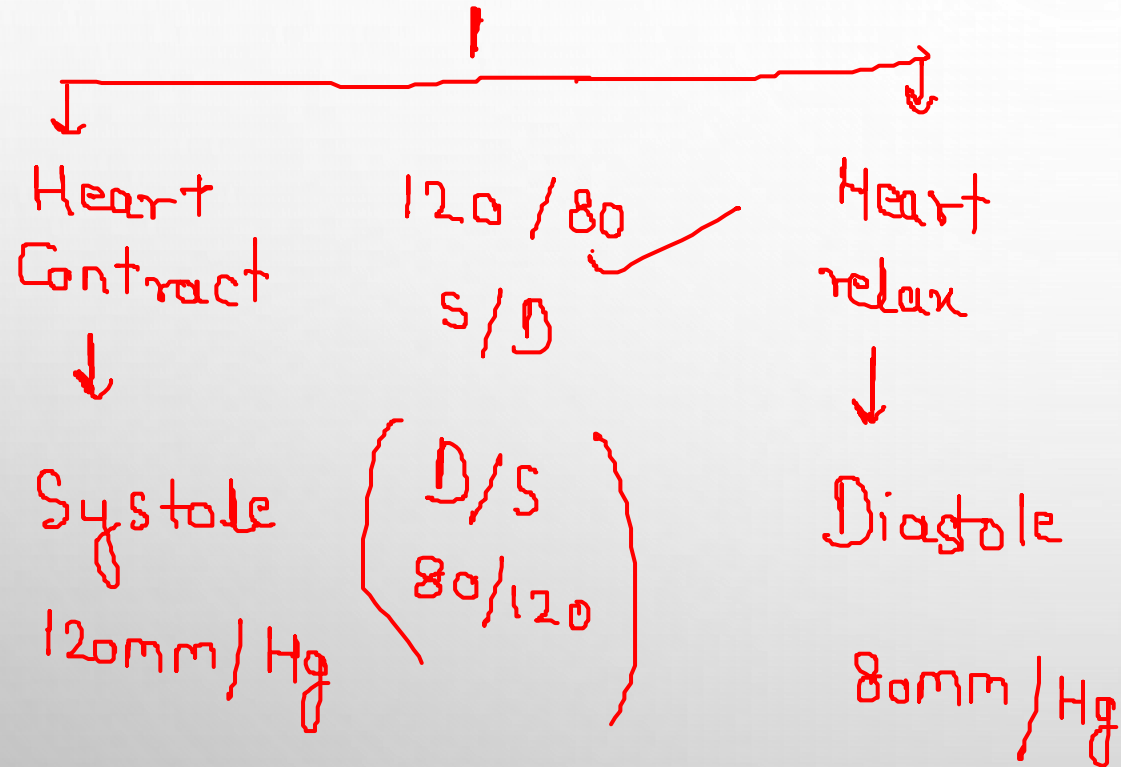 Heart
Contract
Systole
120mm/Hg
120/80
S/D
D/S
80/120
Heart
relax
Diastole
80mm/Hg